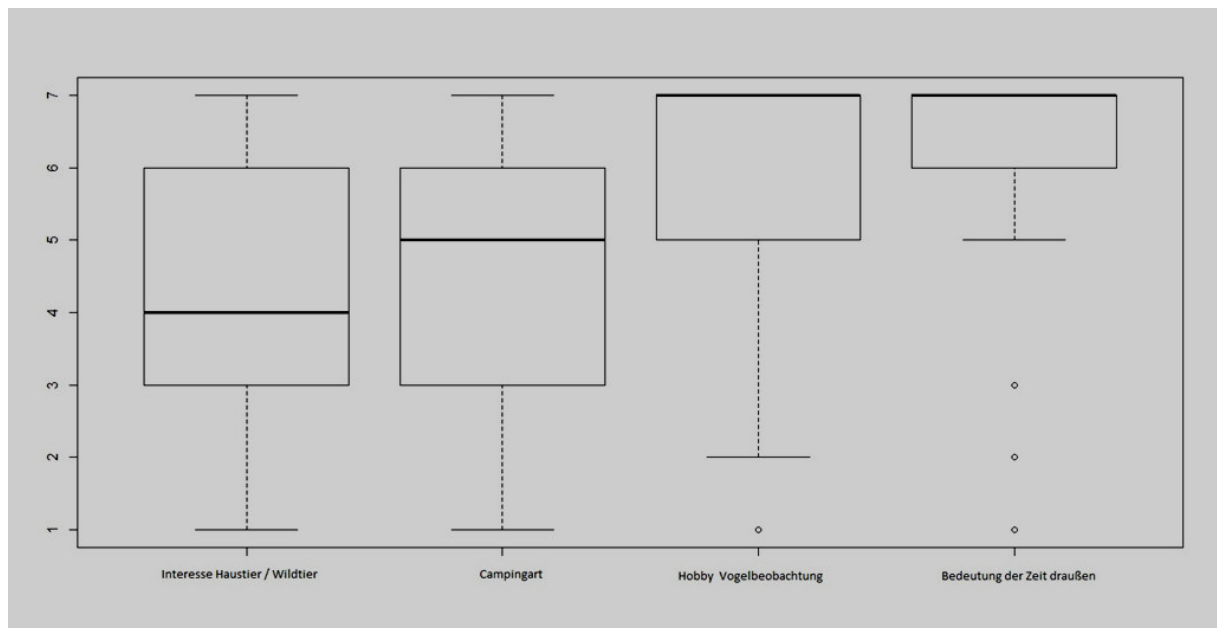 7
6
5
4
3
2
1
Interesse Haustier / Wildtier
Campingart
Hobby Vogelbeobachtung
Bedeutung der Zeit draußen